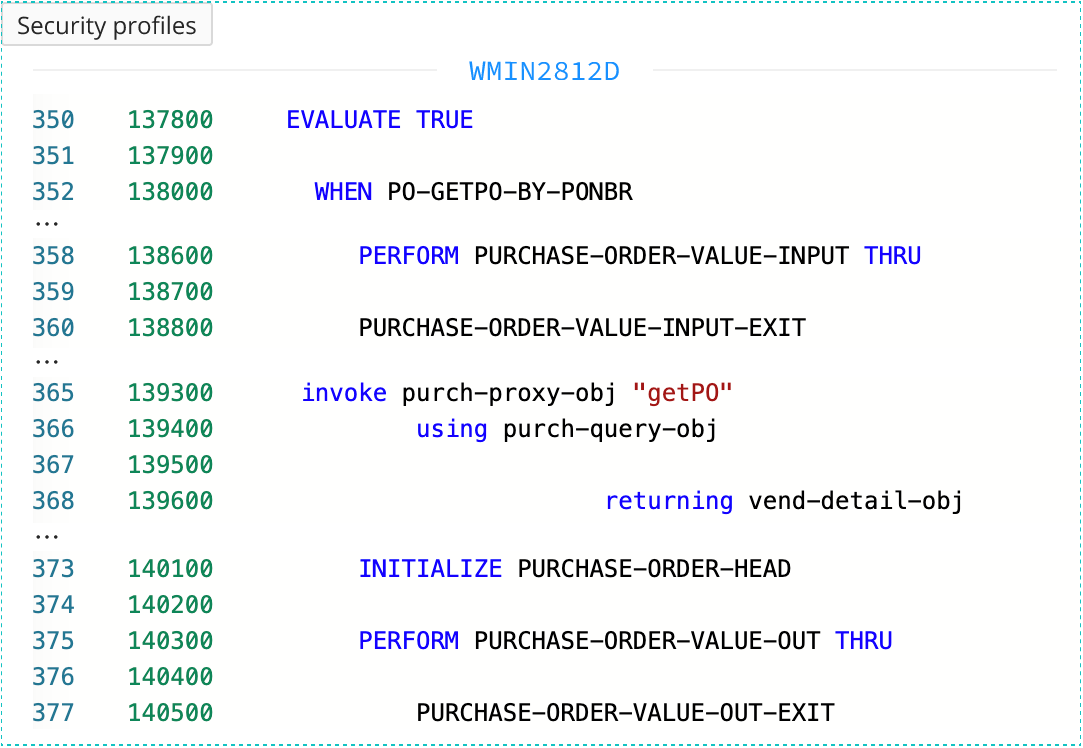 Security profiles
WMIN2812D
350 137800 EVALUATE TRUE
351 137900
352 138000 WHEN PO-GETPO-BY-PONBR
...
358 138600 PERFORM PURCHASE-ORDER-VALUE-INPUT THRU
359 138700
360 138800 PURCHASE-ORDER-VALUE-INPUT-EXIT
...
365 139300 invoke purch-proxy-obj "getPO"
366 139400 using purch-query-obj
367 139500
368 139600 returning vend-detail-obj
...
373 140100 INITIALIZE PURCHASE-ORDER-HEAD
374 140200
375 140300 PERFORM PURCHASE-ORDER-VALUE-OUT THRU
376 140400
377 140500 PURCHASE-ORDER-VALUE-OUT-EXIT